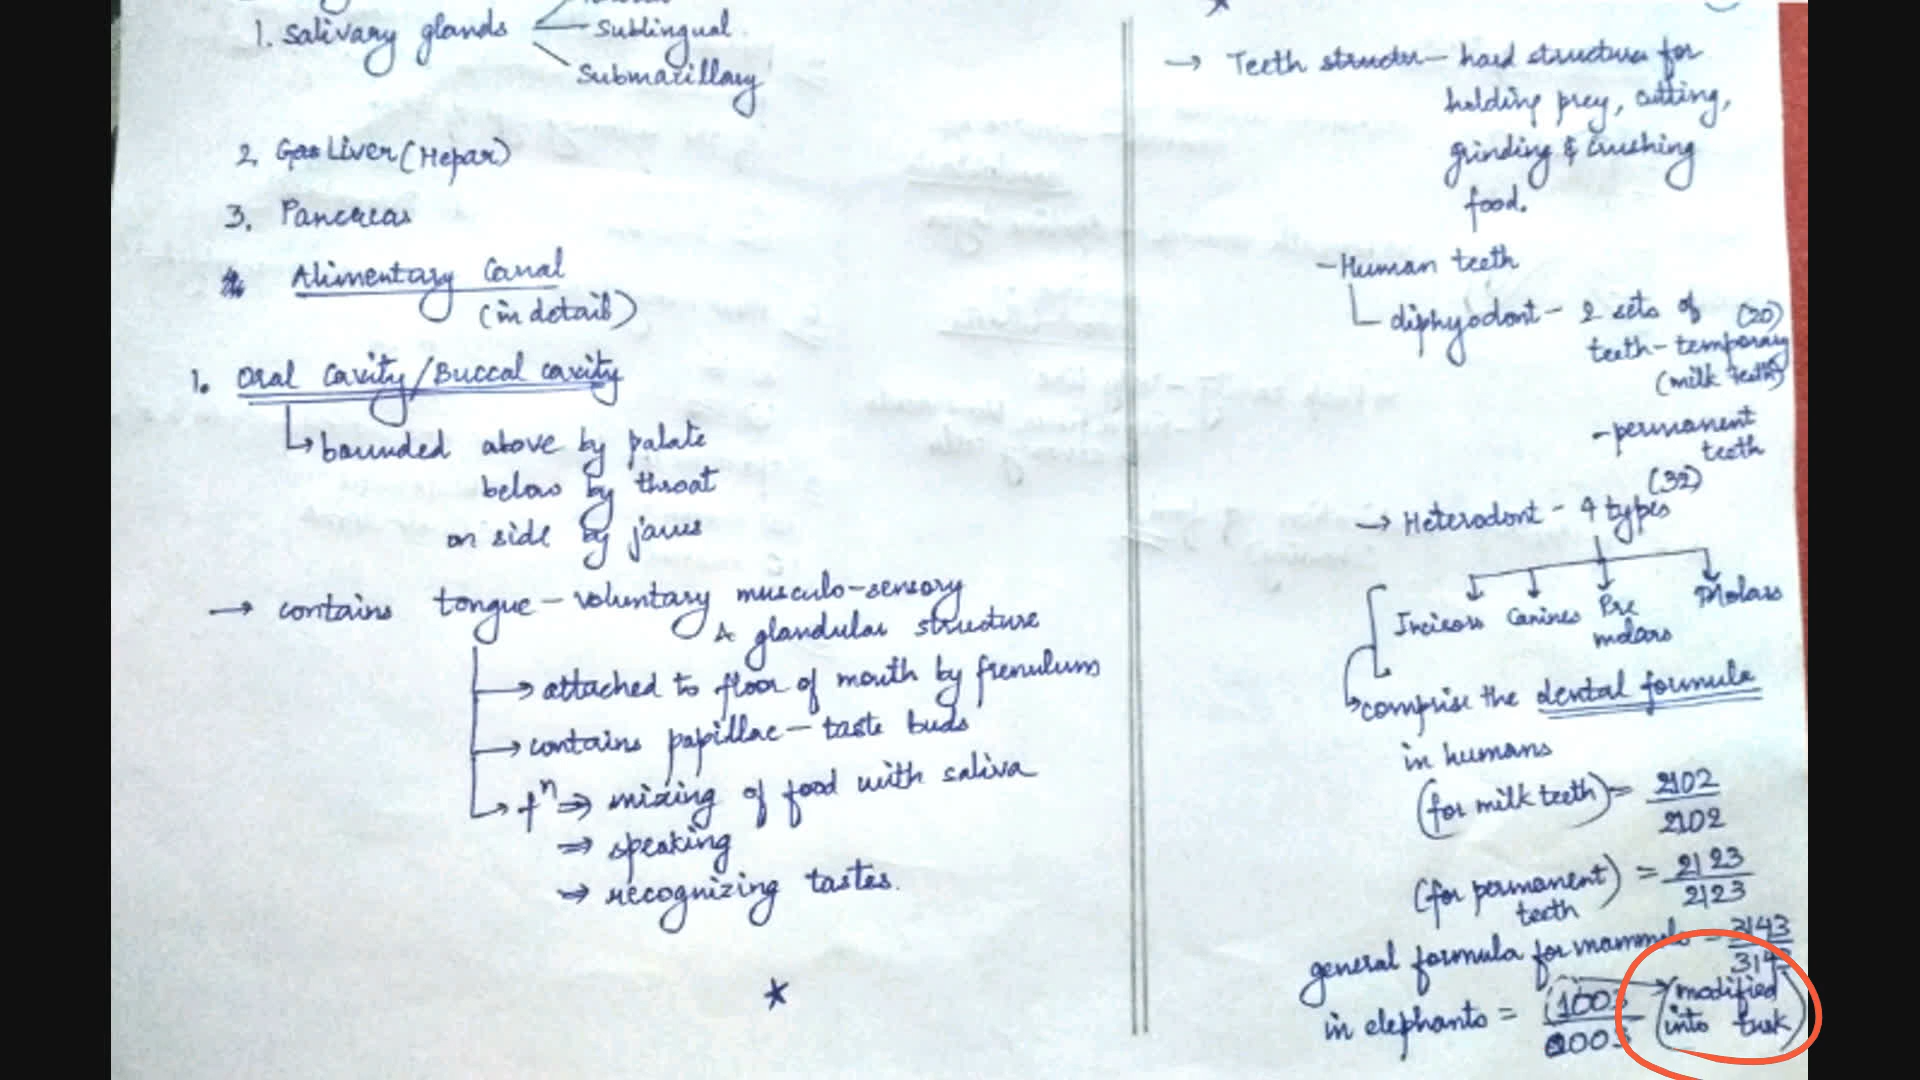 1. Salivary glands
Sublingual
Submaxillary
2. Liver (Hepar)
3. Pancreas
Alimentary Canal
(in detail)
1. Oral Cavity/Buccal cavity
↳ bounded above by palate
below by throat
on side by jaws
→ contains tongue - voluntary musculo-sensory
& glandular structure
→ attached to floor of mouth by frenulum
→ contains papillae - taste buds
→ fⁿ ⇒ mixing of food with saliva
⇒ speaking
⇒ recognizing tastes.
★
→ Teeth - hard structure for
holding prey, cutting,
grinding & crushing
food.
- Human teeth
diphyodont - 2 sets of (20)
teeth - temporary
(milk teeth)
- permanent
teeth
(32)
→ Heterodont - 4 types
Incisors Canines Pre
molars
Molars
comprise the dental formula
in humans
(for milk teeth) = 2102
2102
(for permanent = 2123
teeth) 2123
general formula for mammals - 3143
in elephants = 1003 (modified
into tusk)